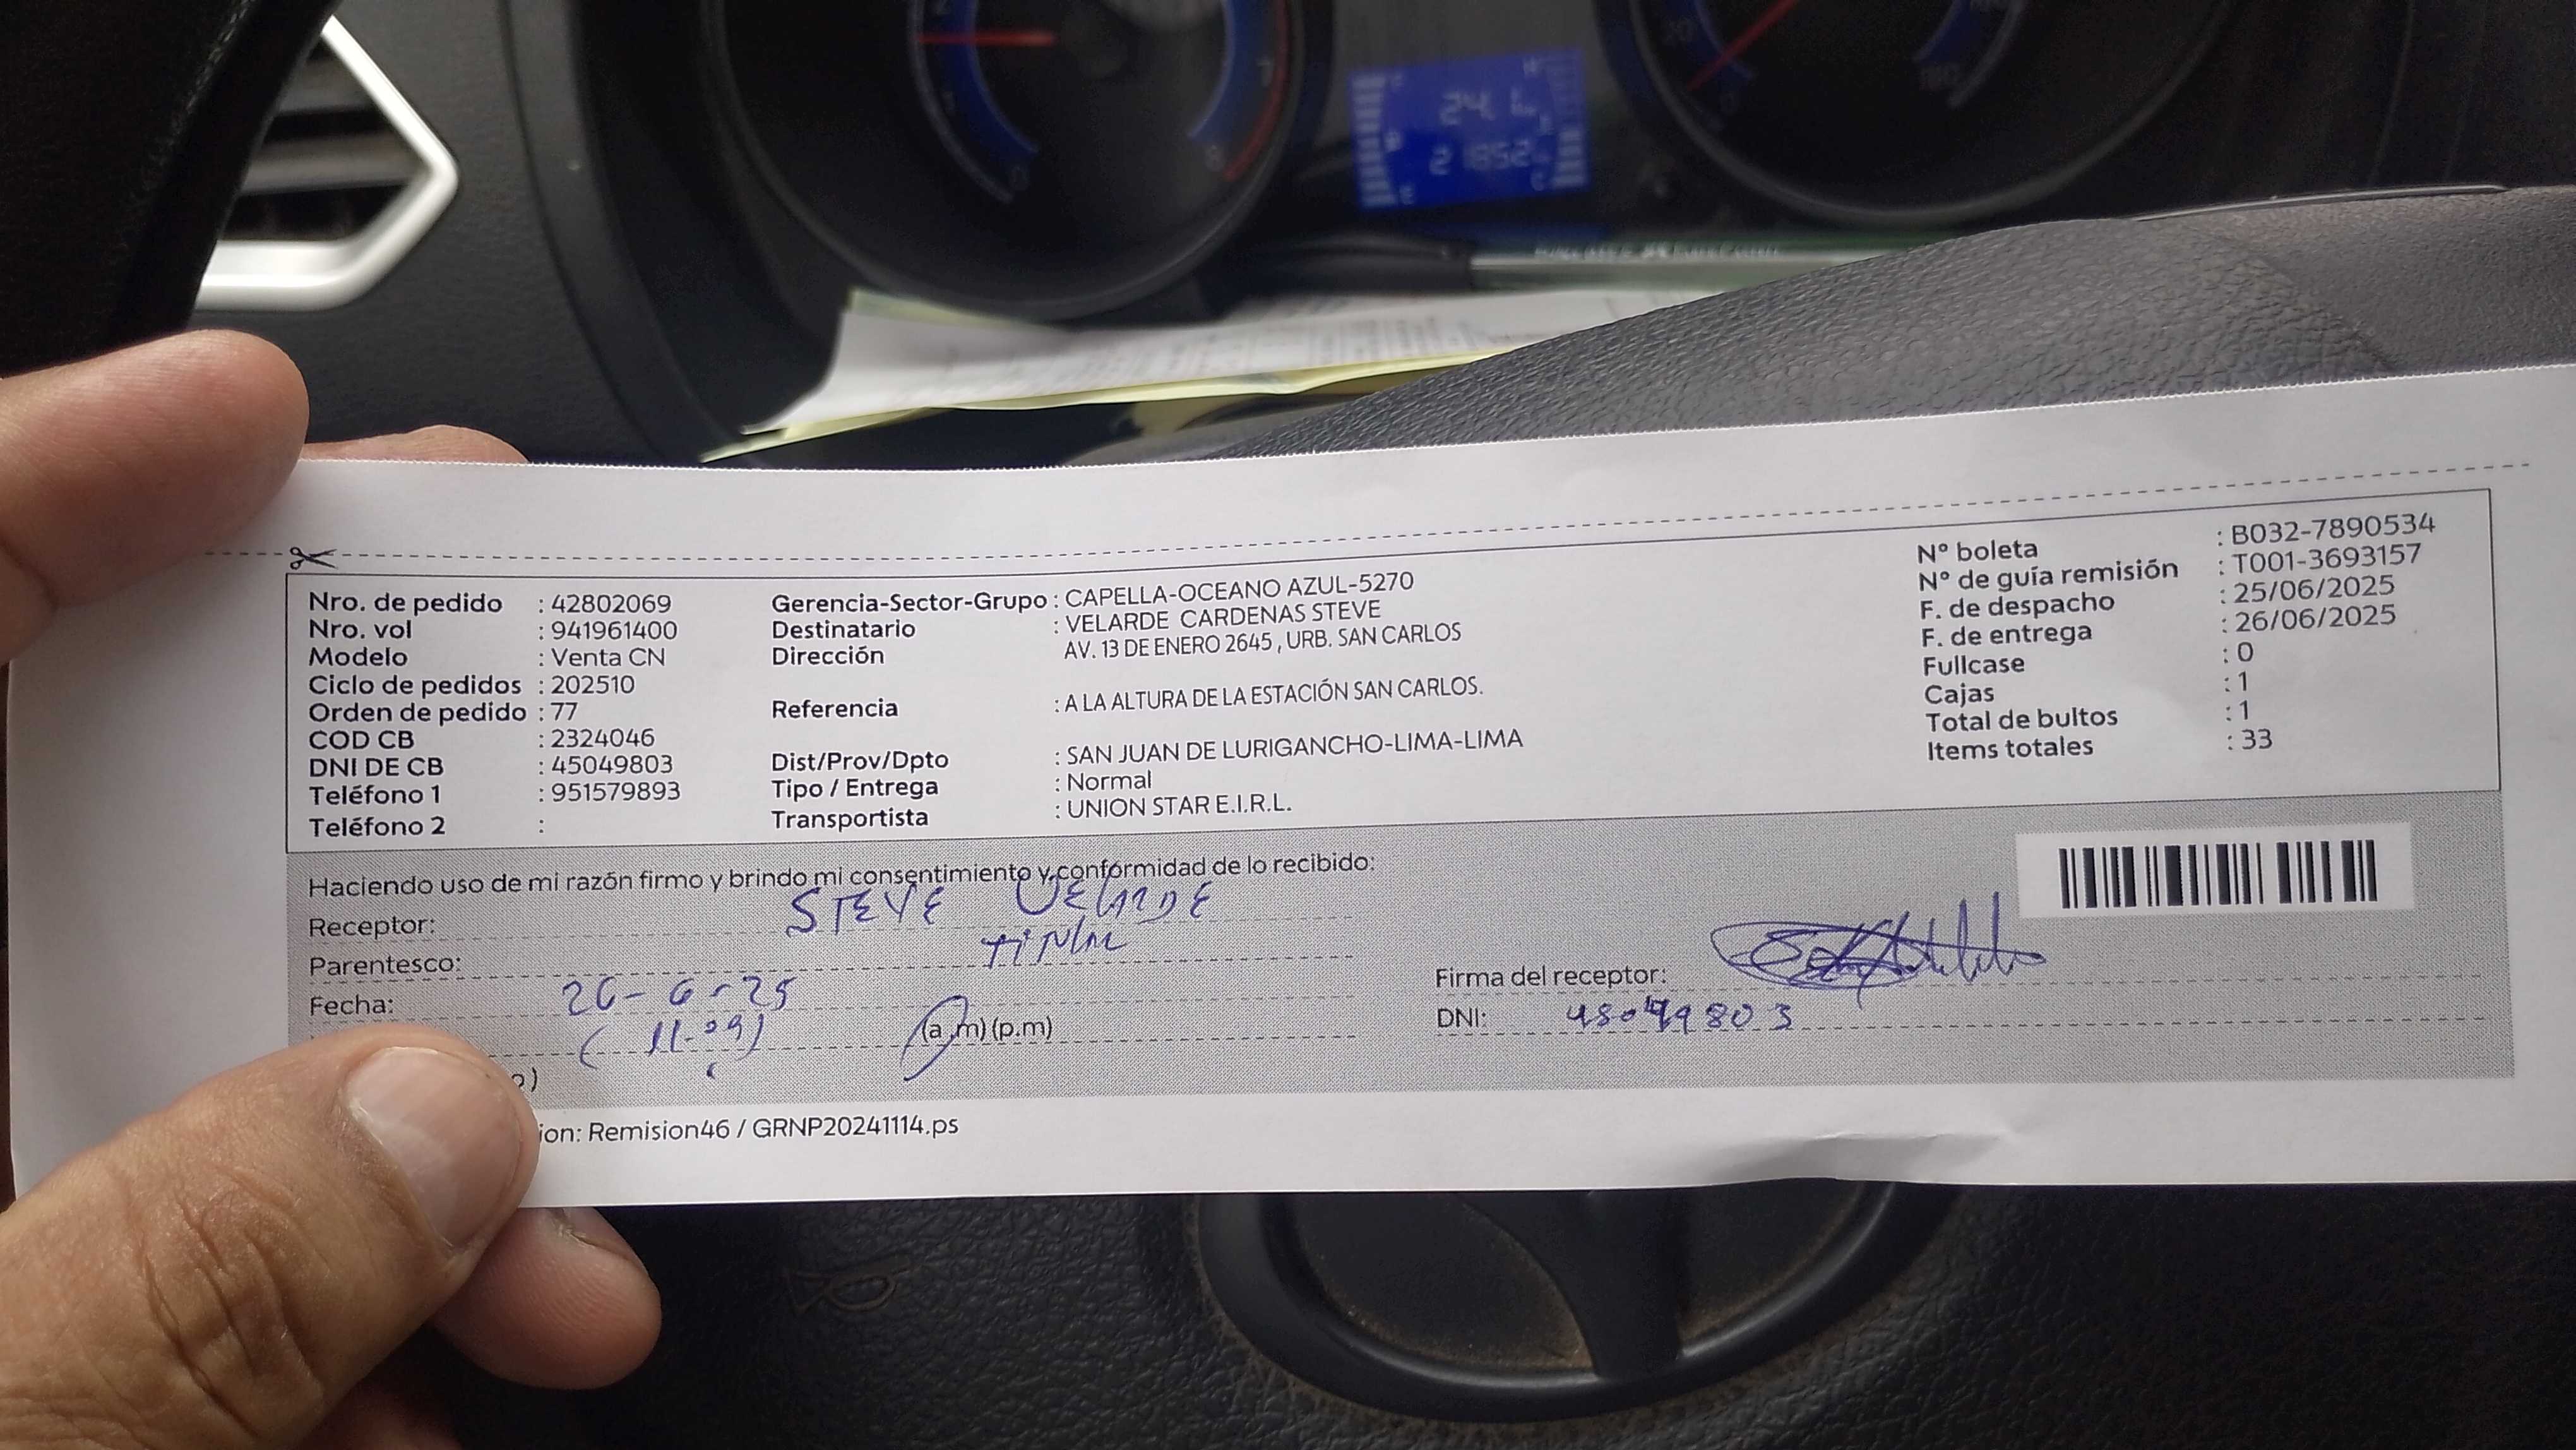 24 L
Nro. de pedido : 42802069
Nro. vol : 941961400
Modelo : Venta CN
Ciclo de pedidos : 202510
Orden de pedido : 77
COD CB : 2324046
DNI DE CB : 45049803
Teléfono 1 : 951579893
Teléfono 2 :
Gerencia-Sector-Grupo : CAPELLA-OCEANO AZUL-5270
Destinatario : VELARDE CARDENAS STEVE
Dirección AV. 13 DE ENERO 2645 , URB. SAN CARLOS
Referencia : A LA ALTURA DE LA ESTACIÓN SAN CARLOS.
Dist/Prov/Dpto : SAN JUAN DE LURIGANCHO-LIMA-LIMA
Tipo / Entrega : Normal
Transportista : UNION STAR E.I.R.L.
N° boleta : B032-7890534
N° de guía remisión : T001-3693157
F. de despacho : 25/06/2025
F. de entrega : 26/06/2025
Fullcase : 0
Cajas : 1
Total de bultos : 1
Items totales : 33
Haciendo uso de mi razón firmo y brindo mi consentimiento y conformidad de lo recibido:
Receptor: STEVE VELARDE
Parentesco:
Fecha: 26-6-25
(11:09) (a.m) (p.m)
Firma del receptor:
DNI: 45049803
o)
ion: Remision46 / GRNP20241114.ps